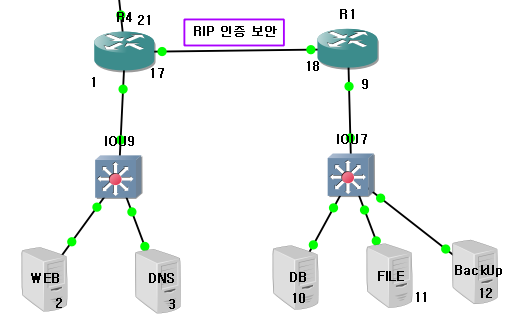 R4 21
R1
RIP 인증 보안
1
17
18
9
IOU9
IOU7
WEB
2
DNS
3
DB
10
FILE
11
BackUp
12